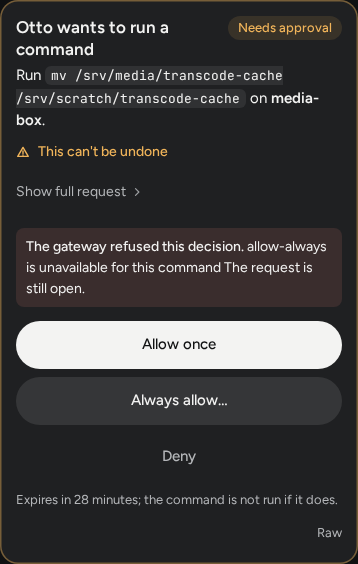 Otto wants to run a
command
Needs approval
Run mv /srv/media/transcode-cache
/srv/scratch/transcode-cache on media-
box.
This can't be undone
Show full request
The gateway refused this decision. allow-always
is unavailable for this command The request is
still open.
Allow once
Always allow...
Deny
Expires in 28 minutes; the command is not run if it does.
Raw